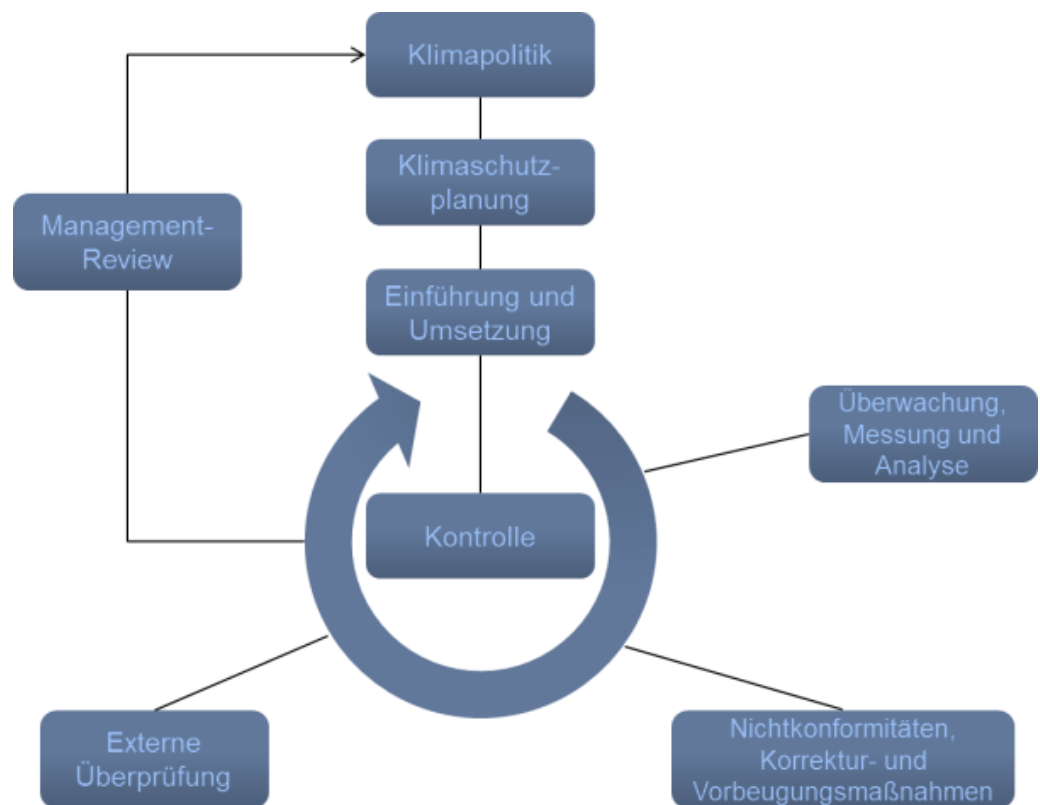 Klimapolitik
Klimaschutz-
planung
Management-
Review
Einführung und
Umsetzung
Überwachung,
Messung und
Analyse
Kontrolle
Externe
Überprüfung
Nichtkonformitäten,
Korrektur- und
Vorbeugungsmaßnahmen